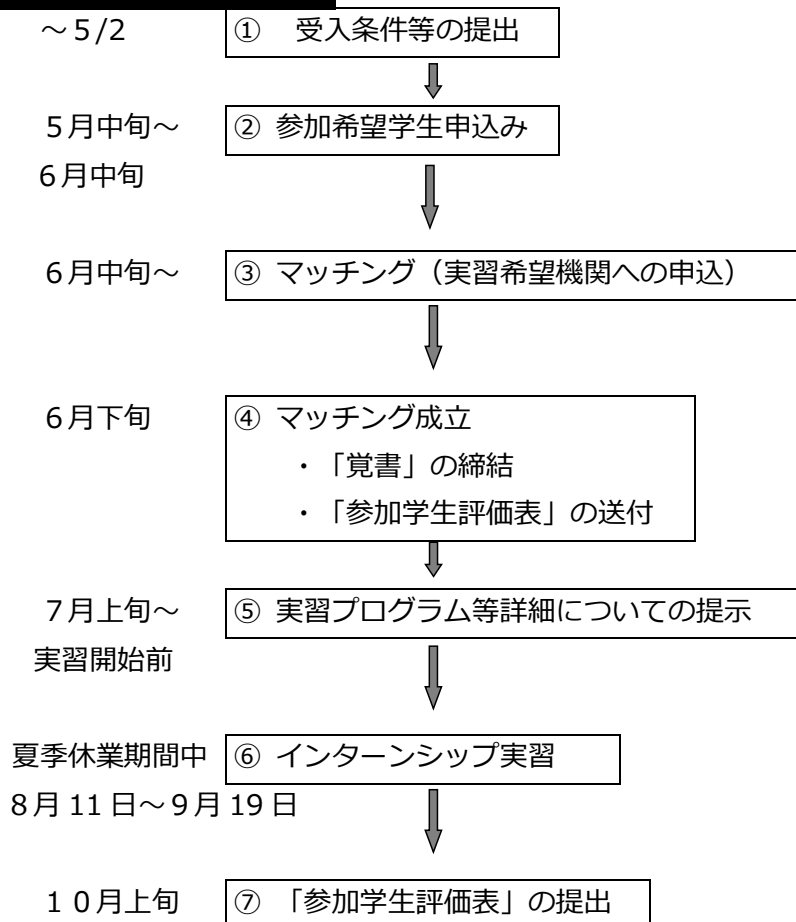 ～5/2 ① 受入条件等の提出
5月中旬～ ② 参加希望学生申込み
6月中旬
6月中旬～ ③ マッチング（実習希望機関への申込）
6月下旬 ④ マッチング成立
・「覚書」の締結
・「参加学生評価表」の送付
7月上旬～ ⑤ 実習プログラム等詳細についての提示
実習開始前
夏季休業期間中 ⑥ インターンシップ実習
8月11日～9月19日
１０月上旬 ⑦ 「参加学生評価表」の提出